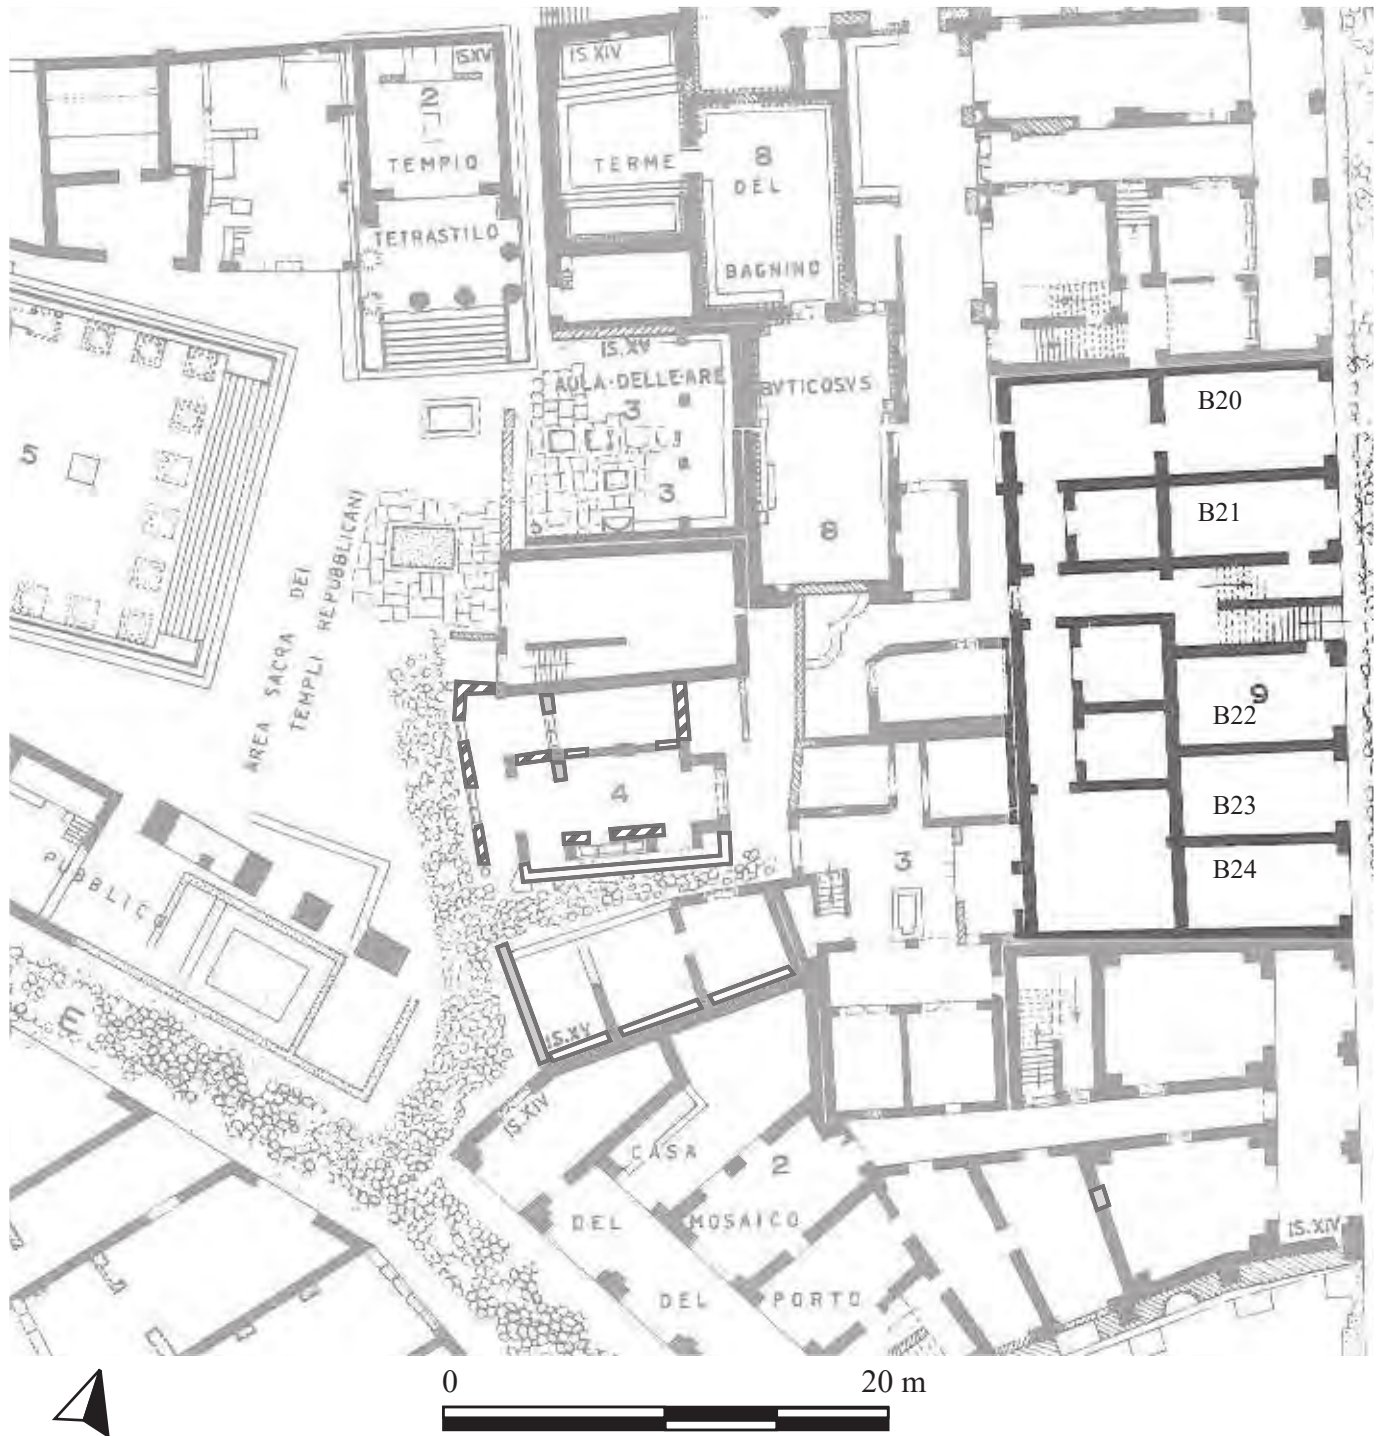 IS.XV
2
TEMPIO
TETRASTILO
IS.XIV
TERME
8
DEL
BAGNINO
IS.XV
AULA·DELLE·ARE
3
3
BVTICOSVS
8
B20
B21
9
B22
B23
B24
5
AREA SACRA DEI
TEMPLI REPUBBLICANI
4
3
PUBBLICO
E
IS.XV
IS.XIV
CASA
2
DEL MOSAICO
DEL PORTO
IS.XIV
0 20 m